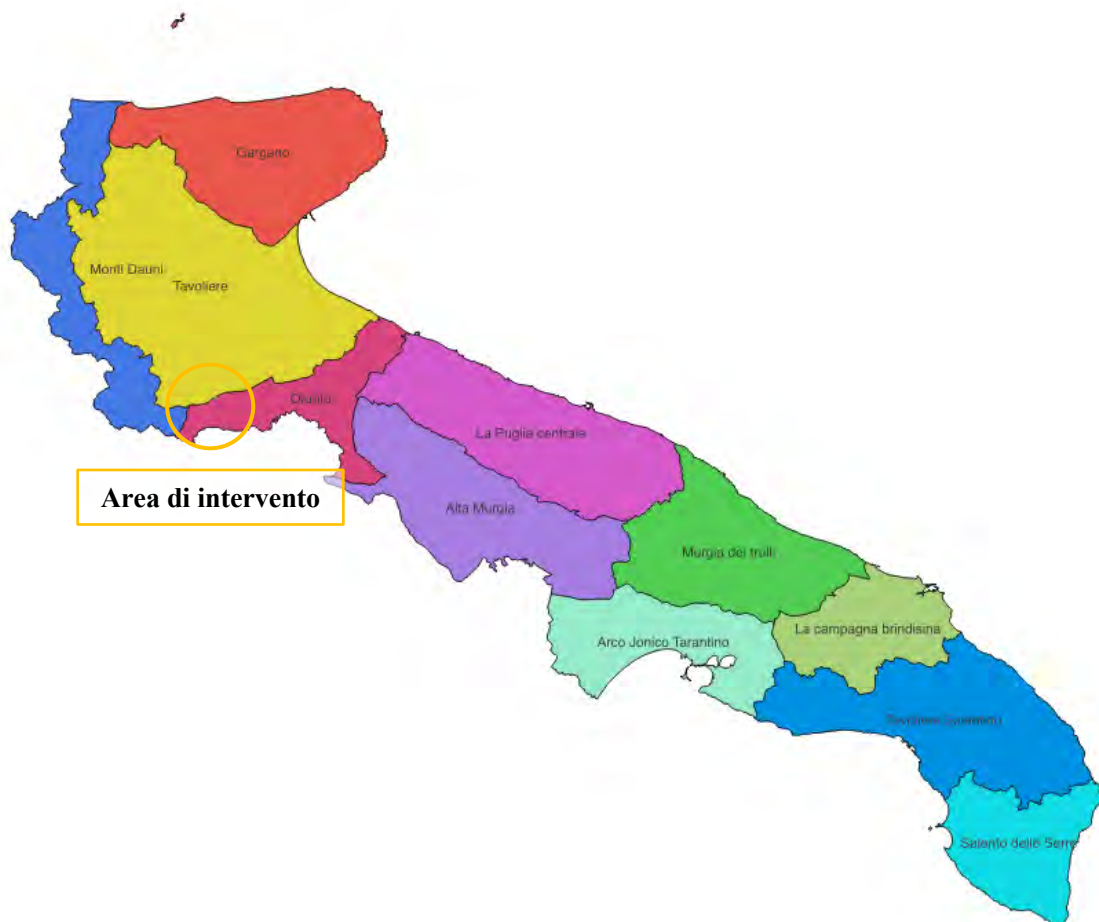 Gargano
Monti Dauni
Tavoliere
Ofanto
La Puglia centrale
Area di intervento
Alta Murgia
Murgia dei trulli
La campagna brindisina
Arco Jonico Tarantino
Salento delle Serre